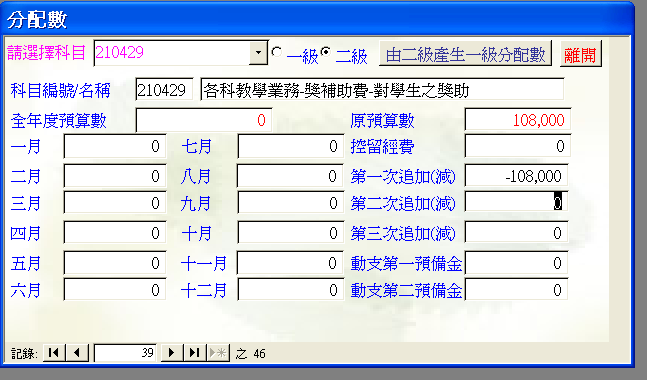 分配數
請選擇科目 210429 一級 二級 由二級產生一級分配數 離開
科目編號/名稱 210429 各科教學業務-獎補助費-對學生之獎助
全年度預算數 0 原預算數 108,000
一月 0 七月 0 控留經費 0
二月 0 八月 0 第一次追加(減) -108,000
三月 0 九月 0 第二次追加(減) 0
四月 0 十月 0 第三次追加(減) 0
五月 0 十一月 0 動支第一預備金 0
六月 0 十二月 0 動支第二預備金 0
記錄: 39 之 46